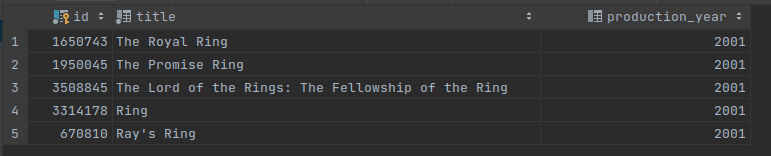 id title production_year
1 1650743 The Royal Ring 2001
2 1950045 The Promise Ring 2001
3 3508845 The Lord of the Rings: The Fellowship of the Ring 2001
4 3314178 Ring 2001
5 670810 Ray's Ring 2001